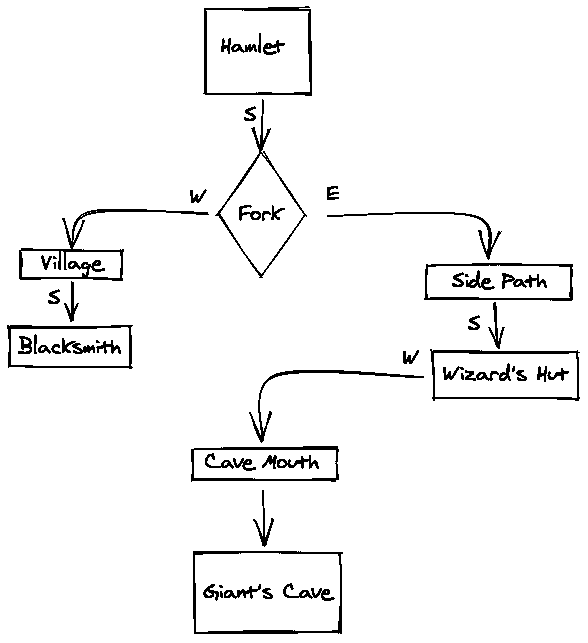 Hamlet
S
W
E
Fork
Village
Side Path
S
S
Blacksmith
W
Wizard's Hut
Cave Mouth
Giant's Cave